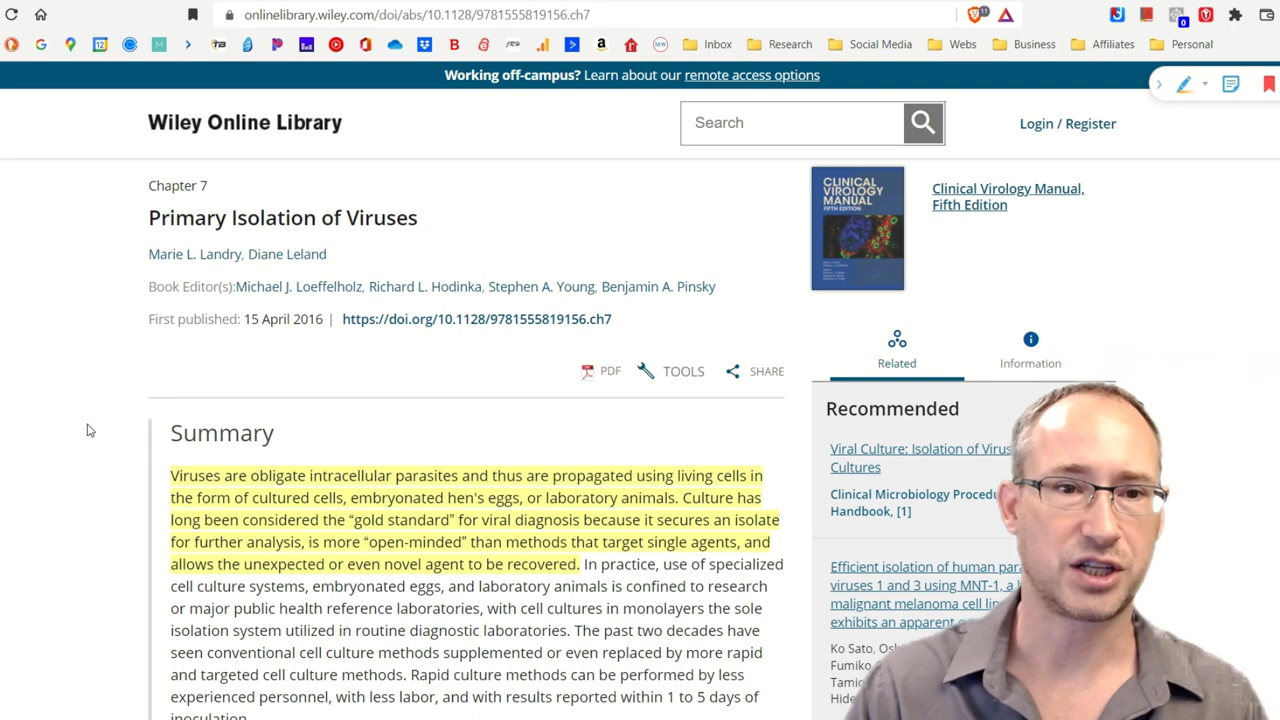 onlinelibrary.wiley.com/doi/abs/10.1128/9781555819156.ch7
11
0
Inbox Research Social Media Webs Business Affiliates Personal
Working off-campus? Learn about our remote access options
Wiley Online Library
Search
Login / Register
Chapter 7
Primary Isolation of Viruses
Marie L. Landry, Diane Leland
Book Editor(s):Michael J. Loeffelholz, Richard L. Hodinka, Stephen A. Young, Benjamin A. Pinsky
First published: 15 April 2016 | https://doi.org/10.1128/9781555819156.ch7
PDF TOOLS SHARE
Summary
Viruses are obligate intracellular parasites and thus are propagated using living cells in
the form of cultured cells, embryonated hen's eggs, or laboratory animals. Culture has
long been considered the “gold standard” for viral diagnosis because it secures an isolate
for further analysis, is more “open-minded” than methods that target single agents, and
allows the unexpected or even novel agent to be recovered. In practice, use of specialized
cell culture systems, embryonated eggs, and laboratory animals is confined to research
or major public health reference laboratories, with cell cultures in monolayers the sole
isolation system utilized in routine diagnostic laboratories. The past two decades have
seen conventional cell culture methods supplemented or even replaced by more rapid
and targeted cell culture methods. Rapid culture methods can be performed by less
experienced personnel, with less labor, and with results reported within 1 to 5 days of
inoculation.
CLINICAL
VIROLOGY
MANUAL
FIFTH EDITION
Clinical Virology Manual,
Fifth Edition
Related
Information
Recommended
Viral Culture: Isolation of
Cultures
Clinical Microbiology
Handbook, [1]
Efficient isolation of human
viruses 1 and 3 using MNT-1, a
malignant melanoma cell
exhibits an apparent
Ko Sato,
Fumiko